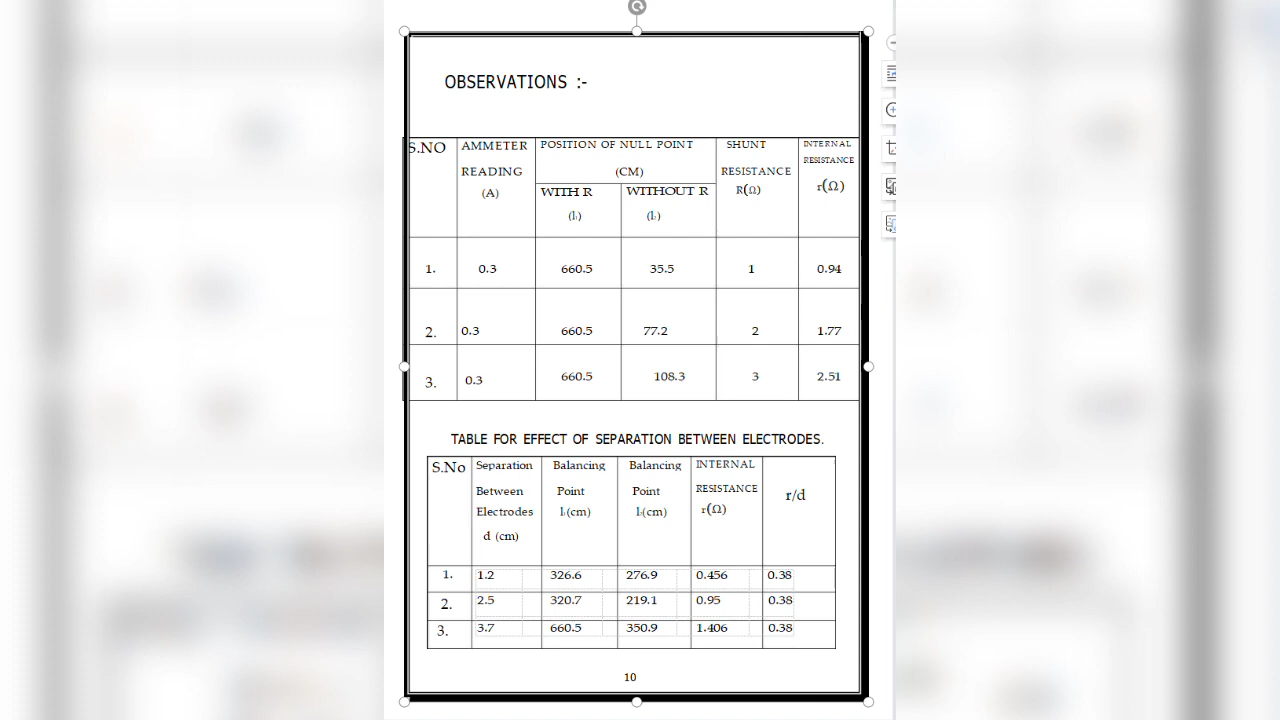 OBSERVATIONS :-
S.NO AMMETER READING (A) POSITION OF NULL POINT (CM) SHUNT RESISTANCE R(Ω) INTERNAL RESISTANCE r(Ω)
WITH R WITHOUT R
1. 0.3 660.5 35.5 1 0.94
2. 0.3 660.5 77.2 2 1.77
3. 0.3 660.5 108.3 3 2.51
TABLE FOR EFFECT OF SEPARATION BETWEEN ELECTRODES.
S.No Separation Between Electrodes d (cm) Balancing Point (cm) Balancing Point (cm) INTERNAL RESISTANCE r(Ω) r/d
1. 1.2 326.6 276.9 0.456 0.38
2. 2.5 320.7 219.1 0.95 0.38
3. 3.7 660.5 350.9 1.406 0.38
10